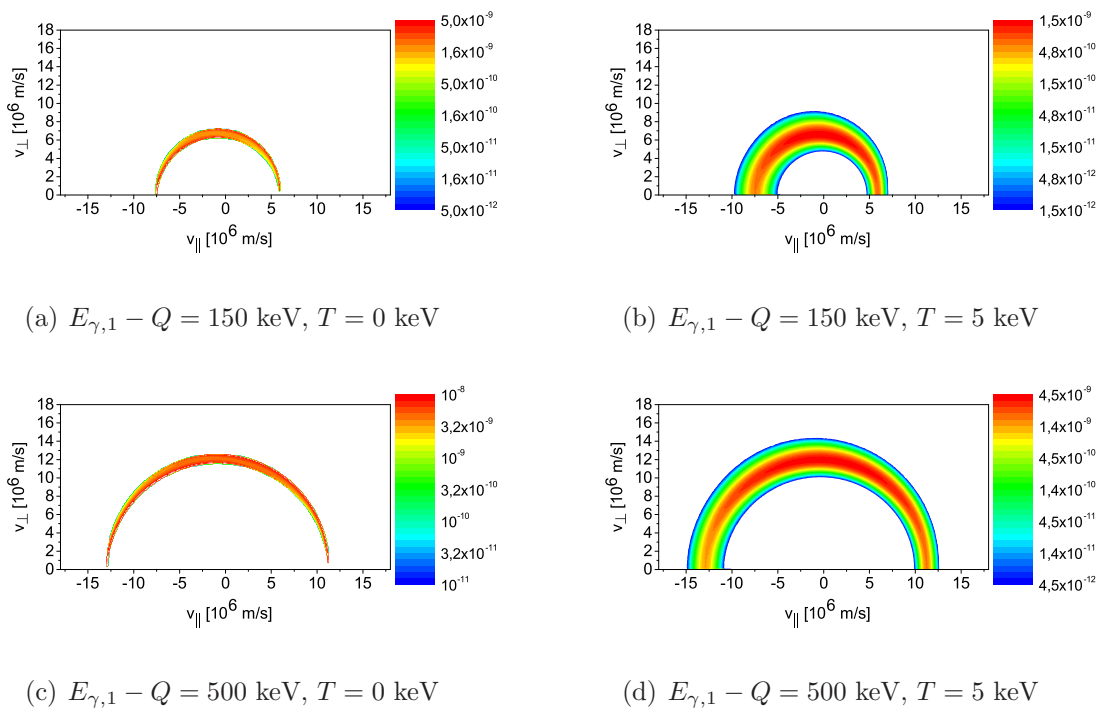 18
16
14
12
10
8
6
4
2
0
v⊥ [10⁶ m/s]
-15 -10 -5 0 5 10 15
v∥ [10⁶ m/s]
5,0x10⁻⁹
1,6x10⁻⁹
5,0x10⁻¹⁰
1,6x10⁻¹⁰
5,0x10⁻¹¹
1,6x10⁻¹¹
5,0x10⁻¹²
(a) E_{γ,1} − Q = 150 keV, T = 0 keV
18
16
14
12
10
8
6
4
2
0
v⊥ [10⁶ m/s]
-15 -10 -5 0 5 10 15
v∥ [10⁶ m/s]
1,5x10⁻⁹
4,8x10⁻¹⁰
1,5x10⁻¹⁰
4,8x10⁻¹¹
1,5x10⁻¹¹
4,8x10⁻¹²
1,5x10⁻¹²
(b) E_{γ,1} − Q = 150 keV, T = 5 keV
18
16
14
12
10
8
6
4
2
0
v⊥ [10⁶ m/s]
-15 -10 -5 0 5 10 15
v∥ [10⁶ m/s]
10⁻⁸
3,2x10⁻⁹
10⁻⁹
3,2x10⁻¹⁰
10⁻¹⁰
3,2x10⁻¹¹
10⁻¹¹
(c) E_{γ,1} − Q = 500 keV, T = 0 keV
18
16
14
12
10
8
6
4
2
0
v⊥ [10⁶ m/s]
-15 -10 -5 0 5 10 15
v∥ [10⁶ m/s]
4,5x10⁻⁹
1,4x10⁻⁹
4,5x10⁻¹⁰
1,4x10⁻¹⁰
4,5x10⁻¹¹
1,4x10⁻¹¹
4,5x10⁻¹²
(d) E_{γ,1} − Q = 500 keV, T = 5 keV